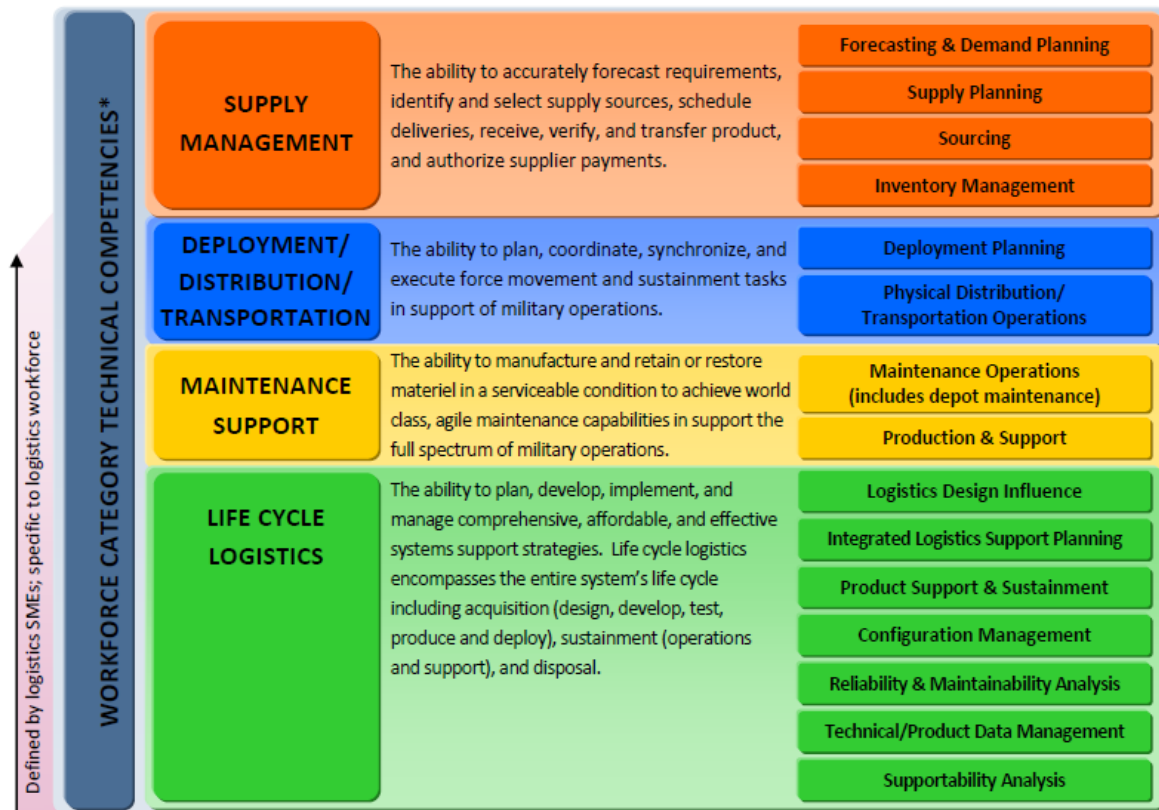 Defined by logistics SMEs; specific to logistics workforce
WORKFORCE CATEGORY TECHNICAL COMPETENCIES*
SUPPLY
MANAGEMENT
The ability to accurately forecast requirements,
identify and select supply sources, schedule
deliveries, receive, verify, and transfer product,
and authorize supplier payments.
Forecasting & Demand Planning
Supply Planning
Sourcing
Inventory Management
DEPLOYMENT/
DISTRIBUTION/
TRANSPORTATION
The ability to plan, coordinate, synchronize, and
execute force movement and sustainment tasks
in support of military operations.
Deployment Planning
Physical Distribution/
Transportation Operations
MAINTENANCE
SUPPORT
The ability to manufacture and retain or restore
materiel in a serviceable condition to achieve world
class, agile maintenance capabilities in support the
full spectrum of military operations.
Maintenance Operations
(includes depot maintenance)
Production & Support
LIFE CYCLE
LOGISTICS
The ability to plan, develop, implement, and
manage comprehensive, affordable, and effective
systems support strategies.  Life cycle logistics
encompasses the entire system’s life cycle
including acquisition (design, develop, test,
produce and deploy), sustainment (operations
and support), and disposal.
Logistics Design Influence
Integrated Logistics Support Planning
Product Support & Sustainment
Configuration Management
Reliability & Maintainability Analysis
Technical/Product Data Management
Supportability Analysis